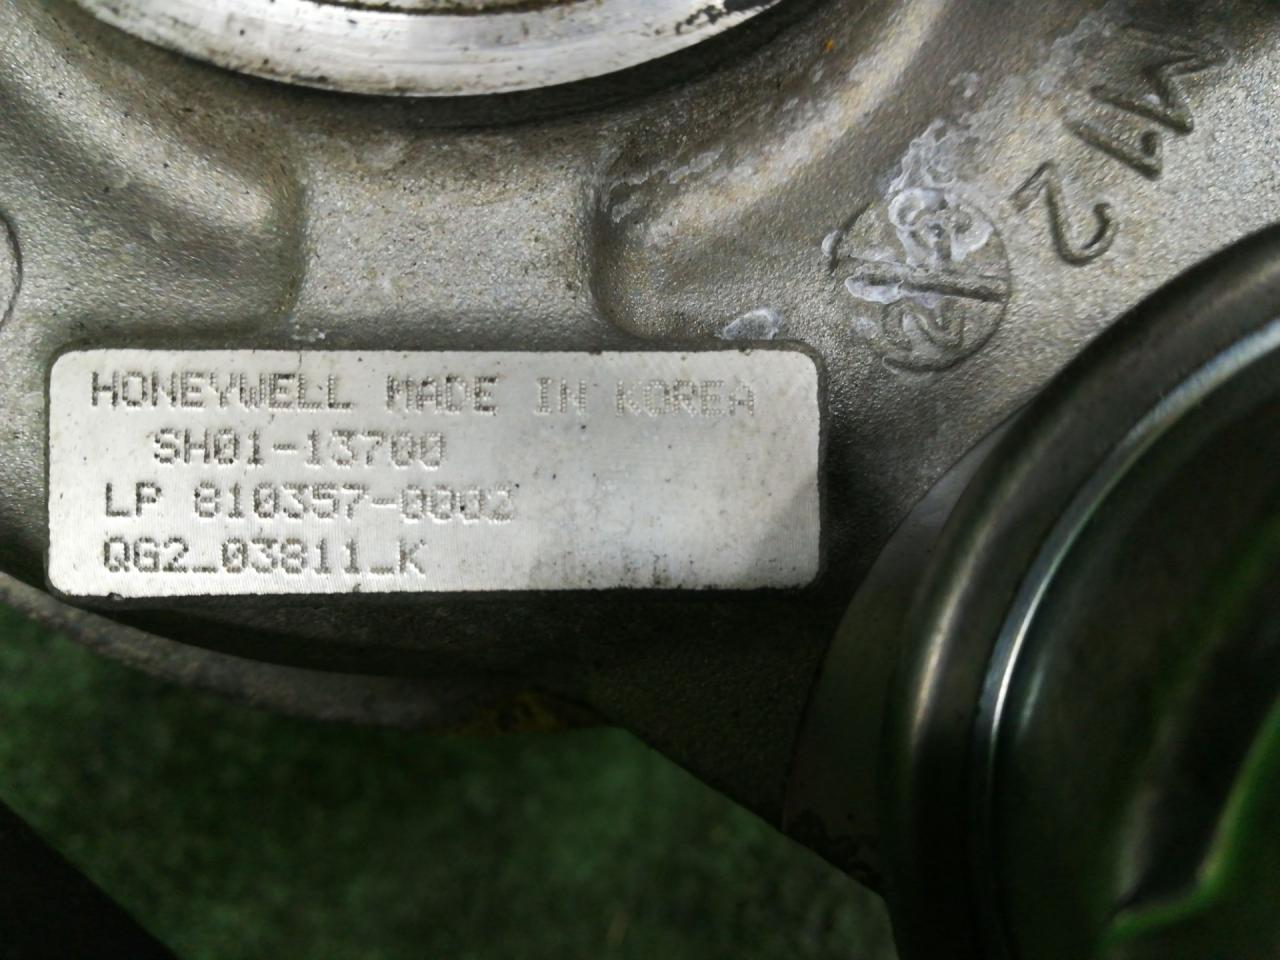 HONEYWELL MADE IN KOREA
SH01-13700
LP 810357-0002
QG2_03811_K